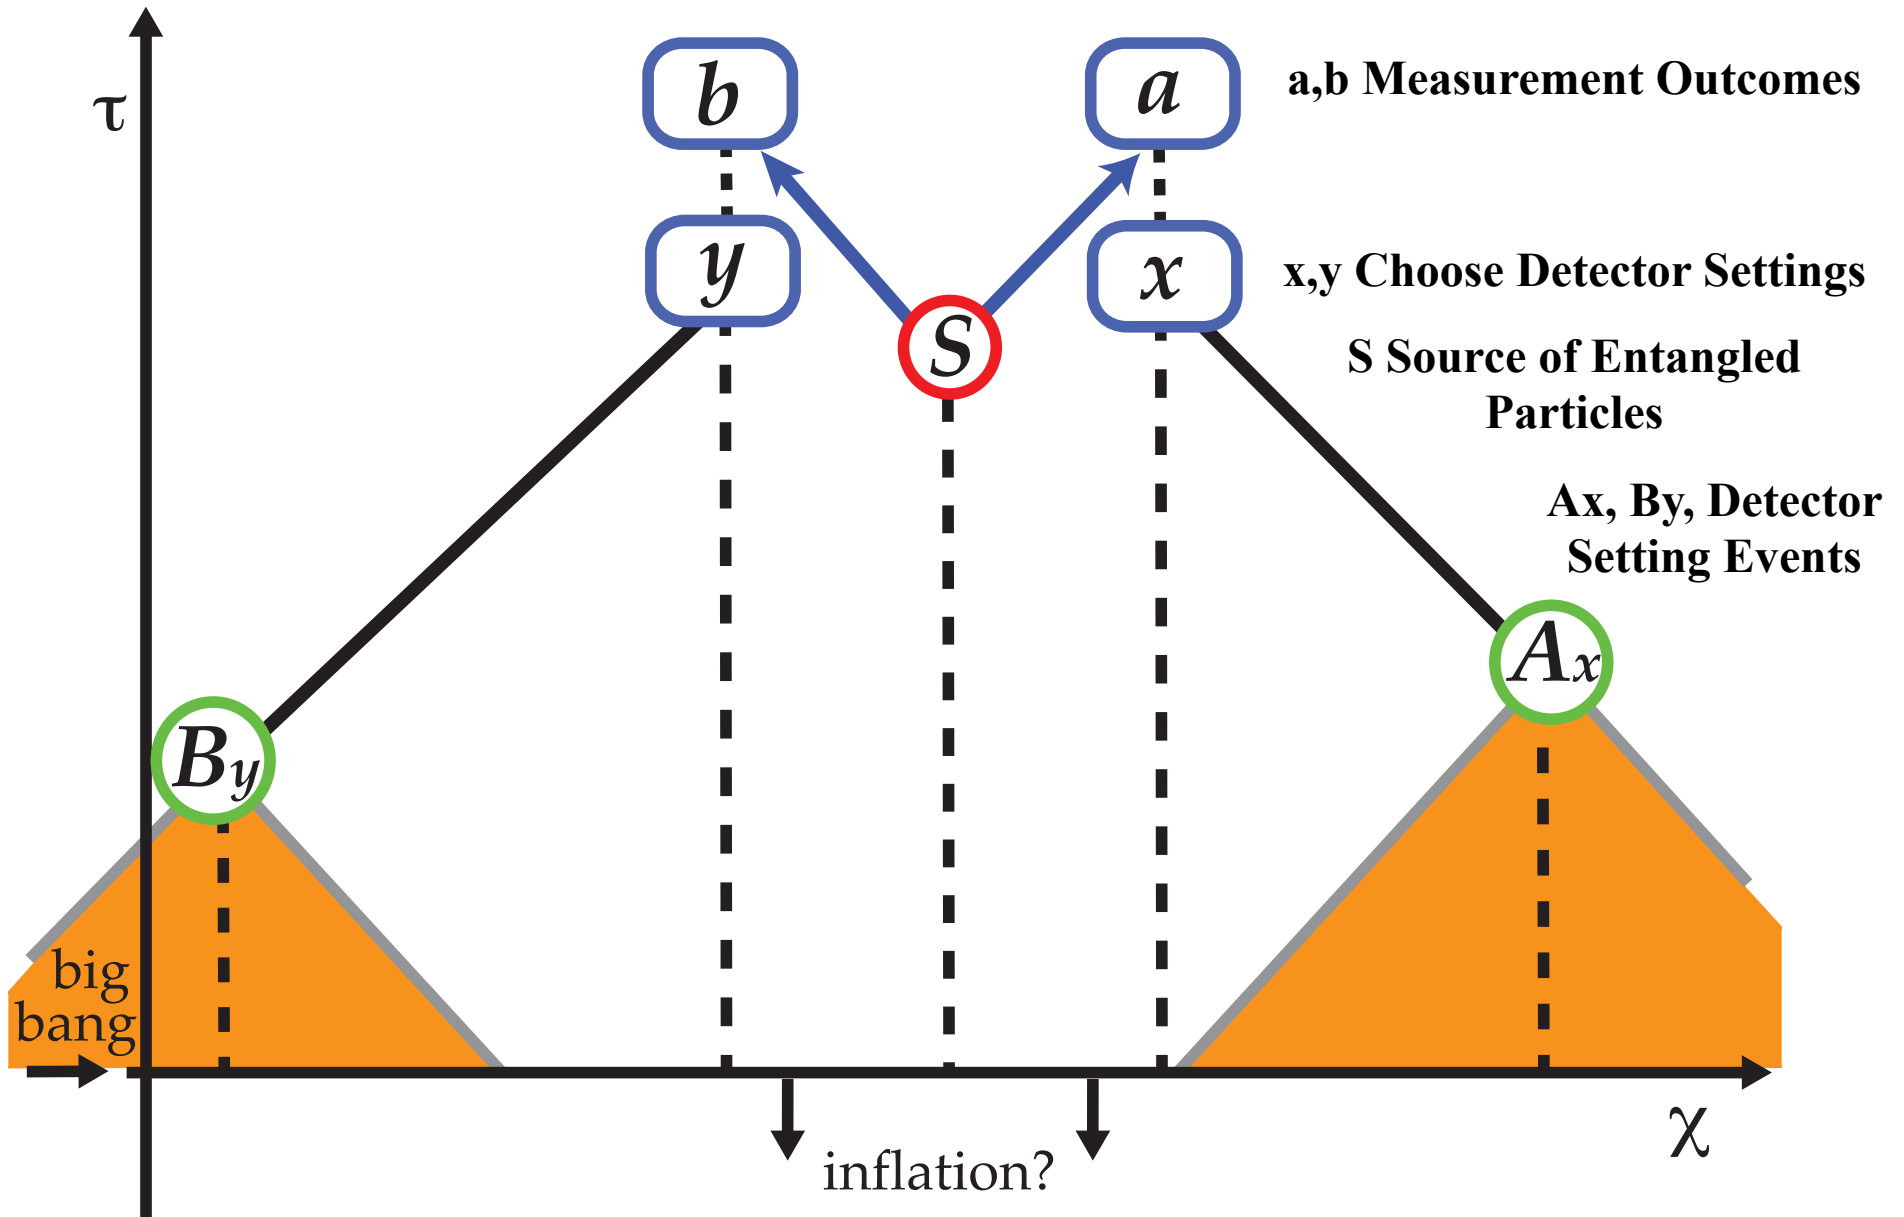 τ
b
a
a,b Measurement Outcomes
y
x
x,y Choose Detector Settings
S
S Source of Entangled
Particles
Ax, By, Detector
Setting Events
Ax
By
big
bang
χ
inflation?